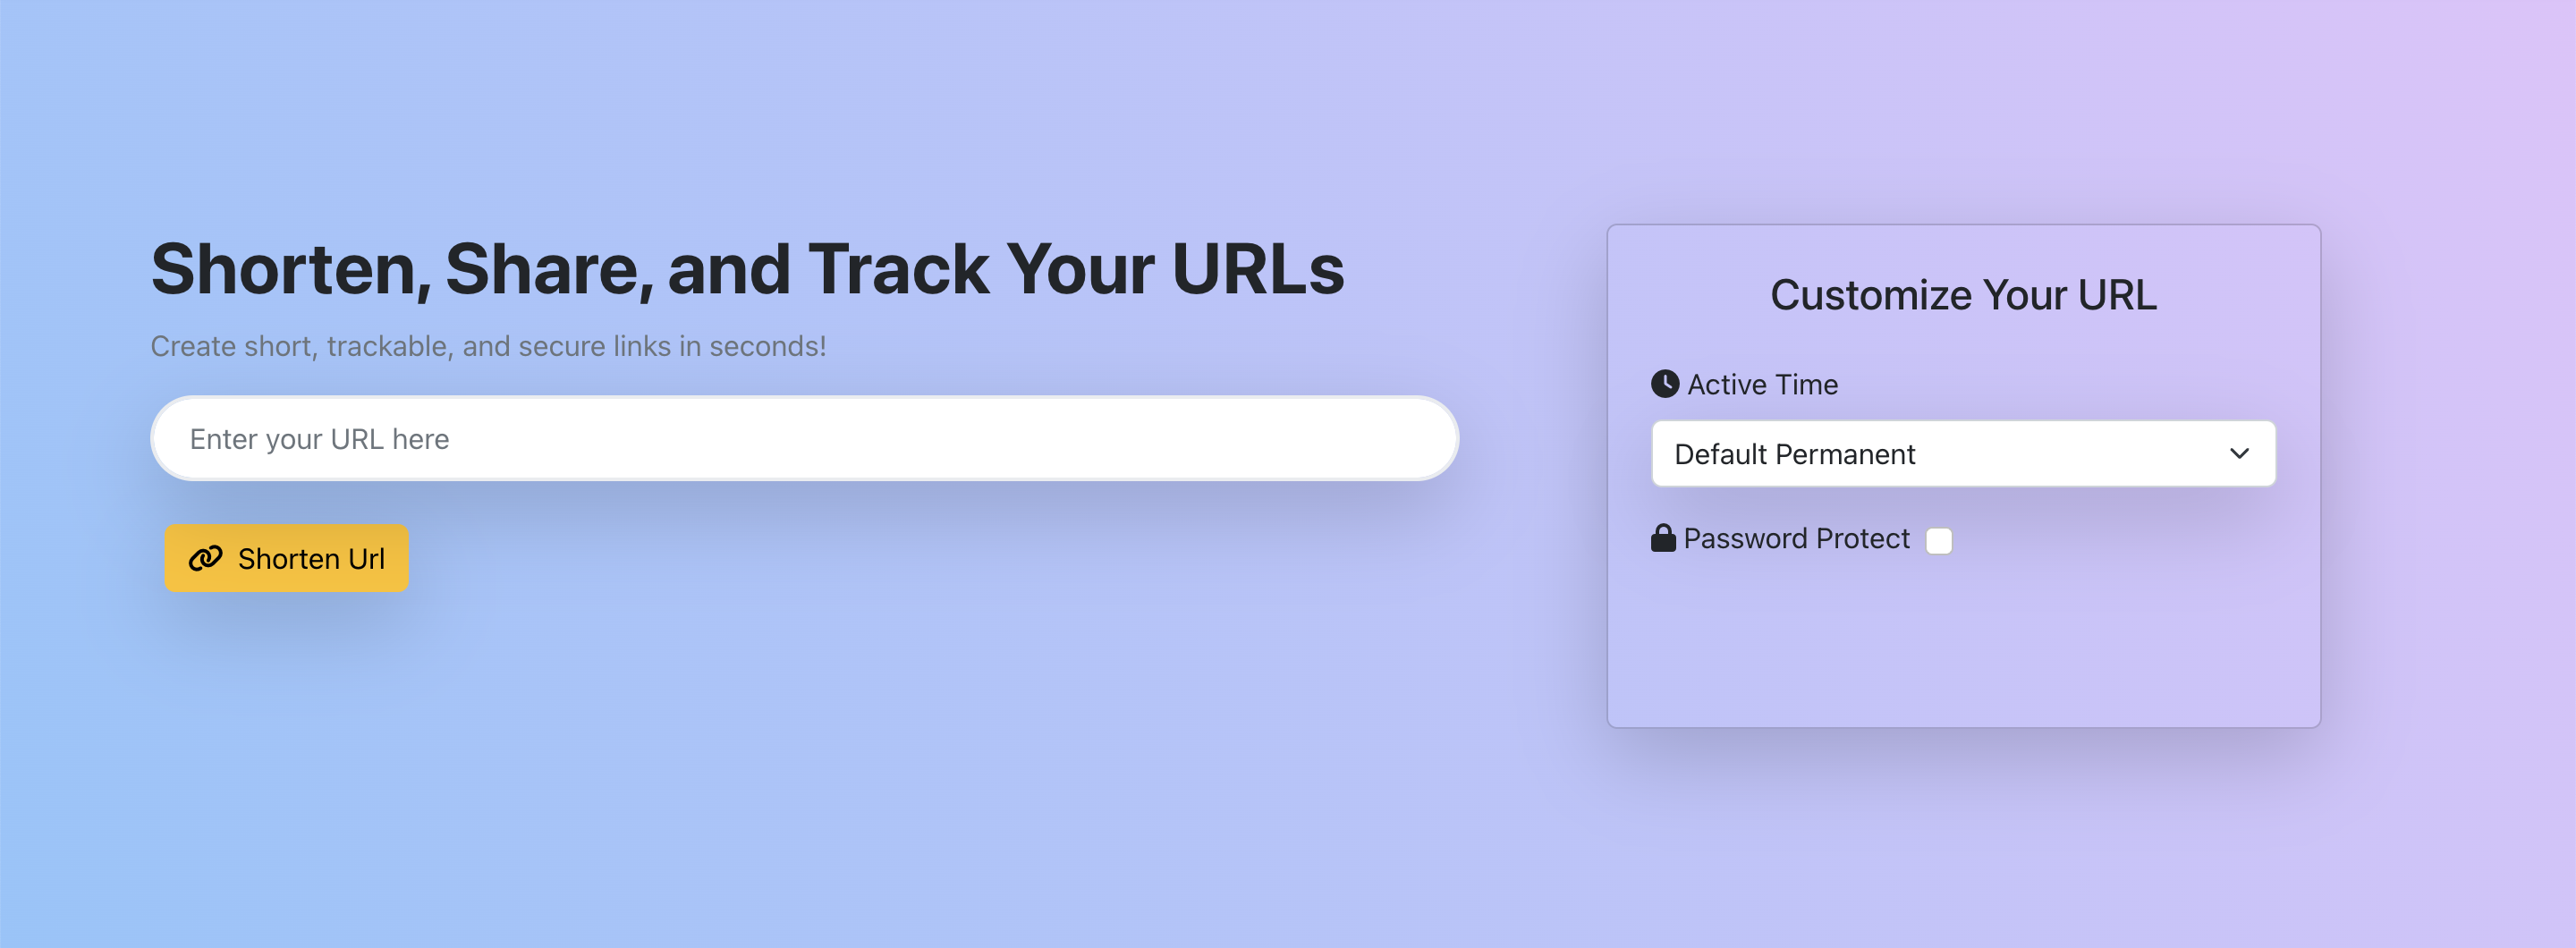 Shorten, Share, and Track Your URLs
Create short, trackable, and secure links in seconds!
Enter your URL here
Shorten Url
Customize Your URL
Active Time
Default Permanent
Password Protect